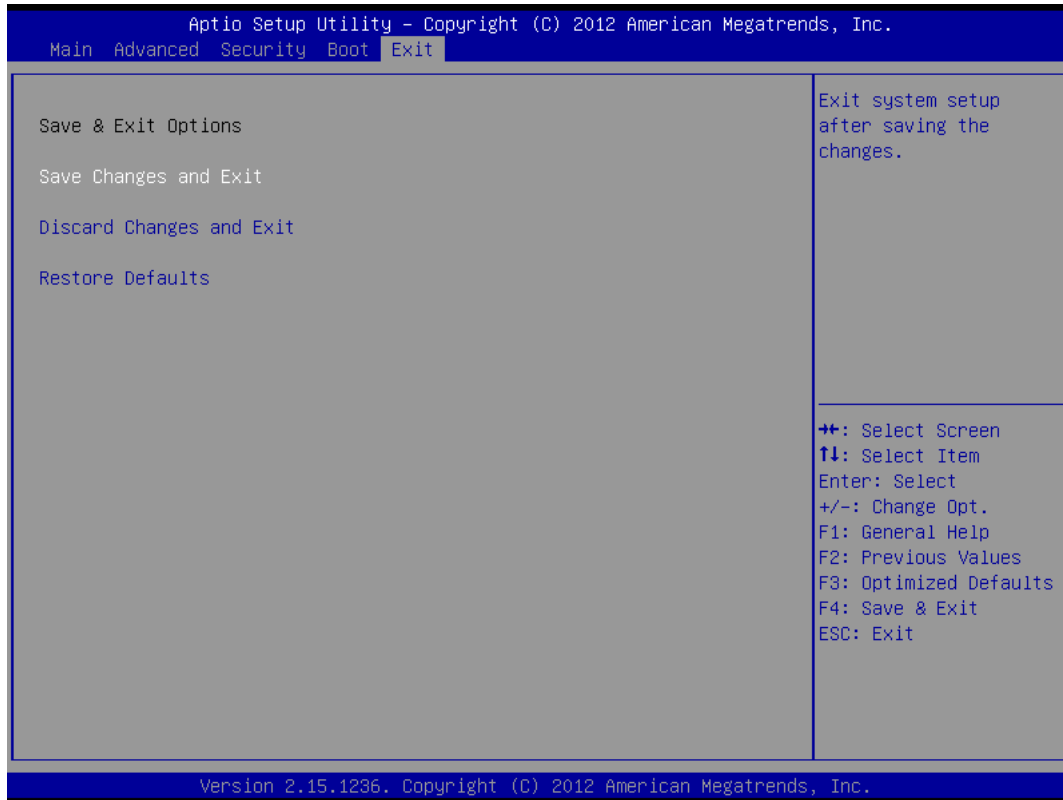 Aptio Setup Utility – Copyright (C) 2012 American Megatrends, Inc.
Main Advanced Security Boot Exit
Save & Exit Options
Save Changes and Exit
Discard Changes and Exit
Restore Defaults
Exit system setup
after saving the
changes.
→←: Select Screen
↑↓: Select Item
Enter: Select
+/-: Change Opt.
F1: General Help
F2: Previous Values
F3: Optimized Defaults
F4: Save & Exit
ESC: Exit
Version 2.15.1236. Copyright (C) 2012 American Megatrends, Inc.